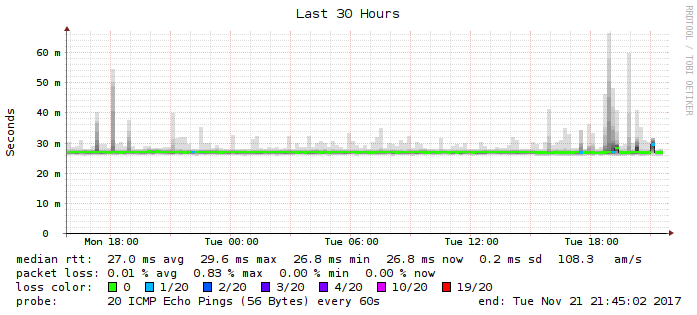 Last 30 Hours
RRDTOOL / TOBI OETIKER
Seconds
60 m
50 m
40 m
30 m
20 m
10 m
0
Mon 18:00 Tue 00:00 Tue 06:00 Tue 12:00 Tue 18:00
median rtt: 27.0 ms avg 29.6 ms max 26.8 ms min 26.8 ms now 0.2 ms sd 108.3 am/s
packet loss: 0.01 % avg 0.83 % max 0.00 % min 0.00 % now
loss color: 0 1/20 2/20 3/20 4/20 10/20 19/20
probe: 20 ICMP Echo Pings (56 Bytes) every 60s end: Tue Nov 21 21:45:02 2017